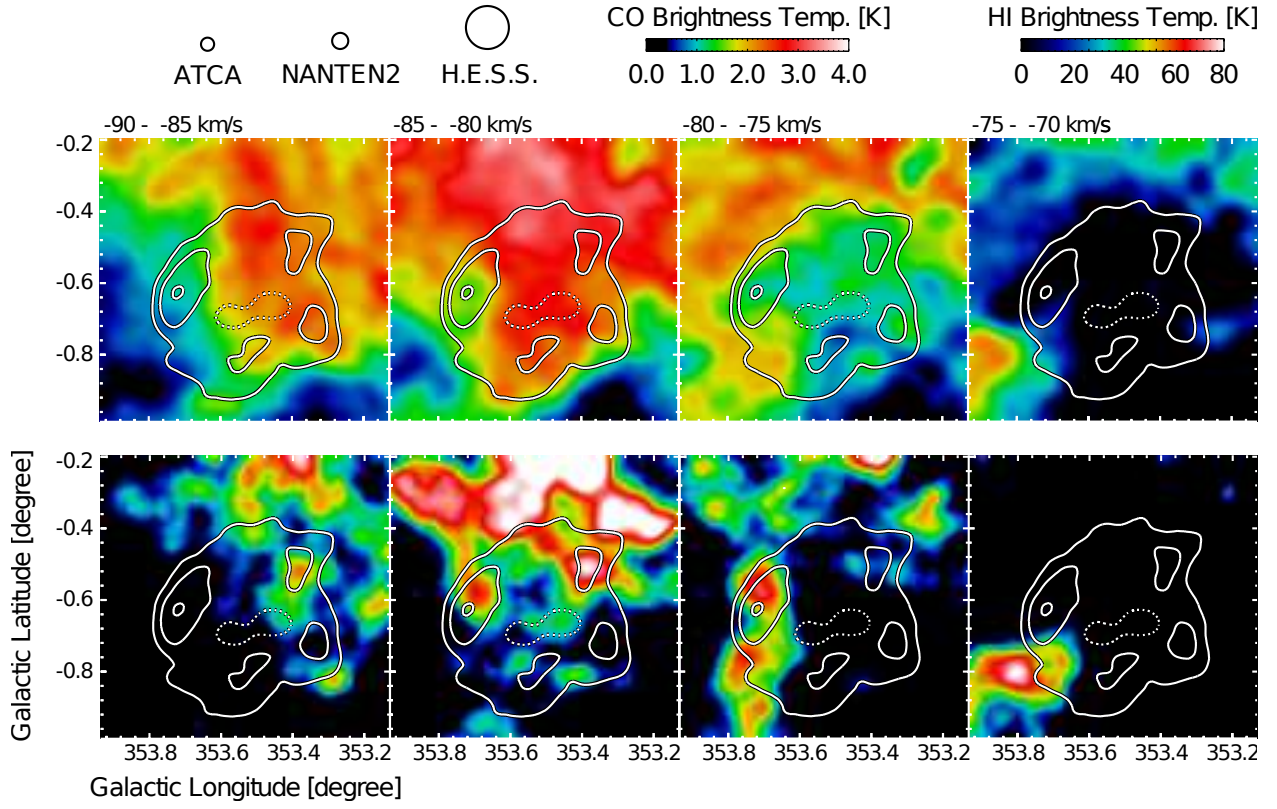 CO Brightness Temp. [K]
HI Brightness Temp. [K]
ATCA
NANTEN2
H.E.S.S.
0.0 1.0 2.0 3.0 4.0
0 20 40 60 80
-90 - -85 km/s
-85 - -80 km/s
-80 - -75 km/s
-75 - -70 km/s
-0.2
-0.4
-0.6
-0.8
-0.2
-0.4
-0.6
-0.8
Galactic Latitude [degree]
353.8 353.6 353.4 353.2
353.8 353.6 353.4 353.2
353.8 353.6 353.4 353.2
353.8 353.6 353.4 353.2
Galactic Longitude [degree]